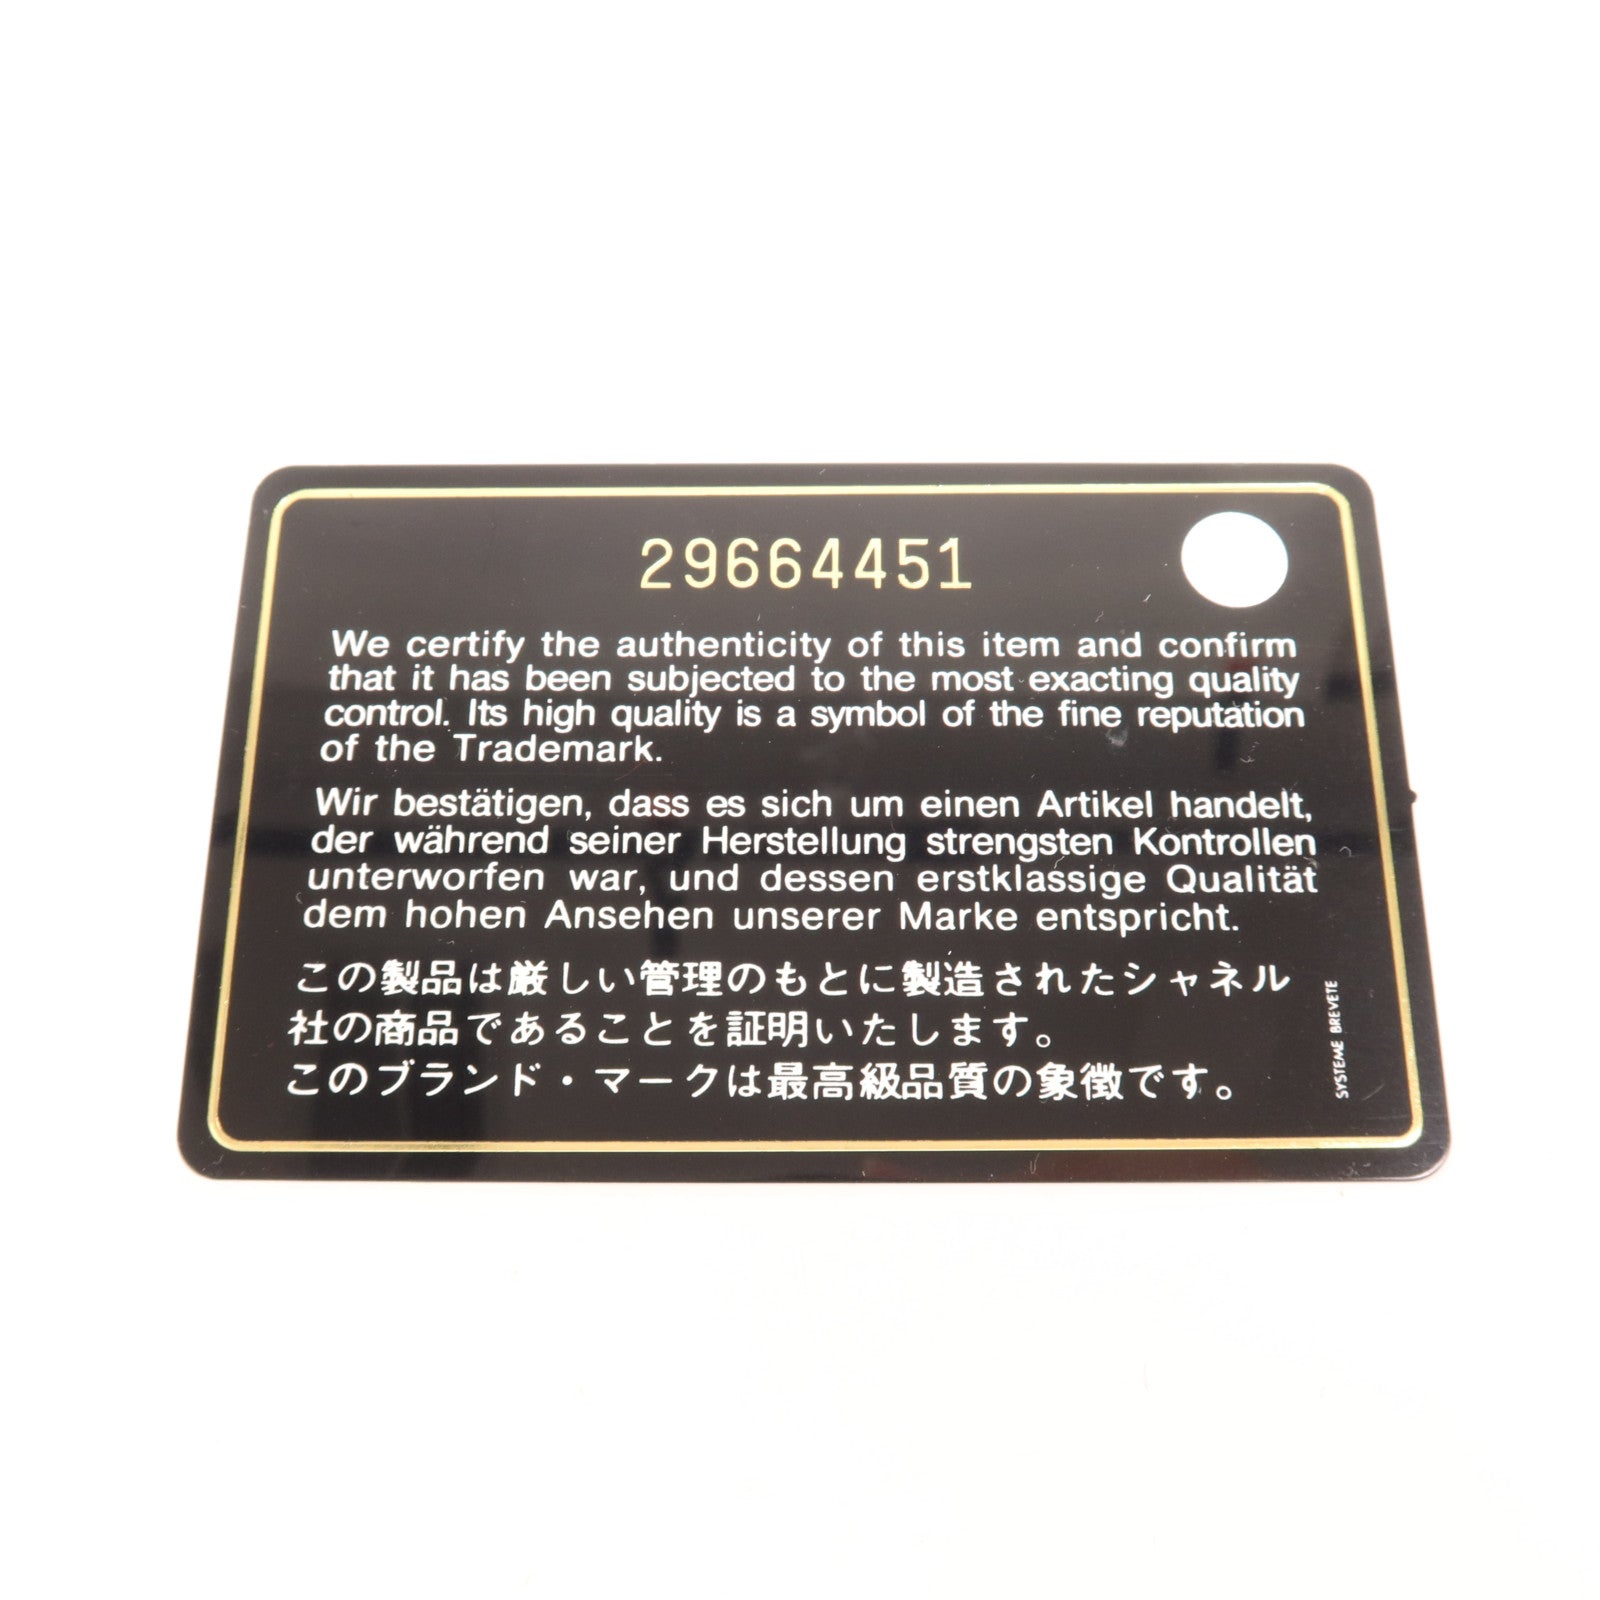 29664451
We certify the authenticity of this item and confirm
that it has been subjected to the most exacting quality
control. Its high quality is a symbol of the fine reputation
of the Trademark.
Wir bestätigen, dass es sich um einen Artikel handelt,
der während seiner Herstellung strengsten Kontrollen
unterworfen war, und dessen erstklassige Qualität
dem hohen Ansehen unserer Marke entspricht.
この製品は厳しい管理のもとに製造されたシャネル
社の商品であることを証明いたします。
このブランド・マークは最高級品質の象徴です。
SYSTEME BREVETE